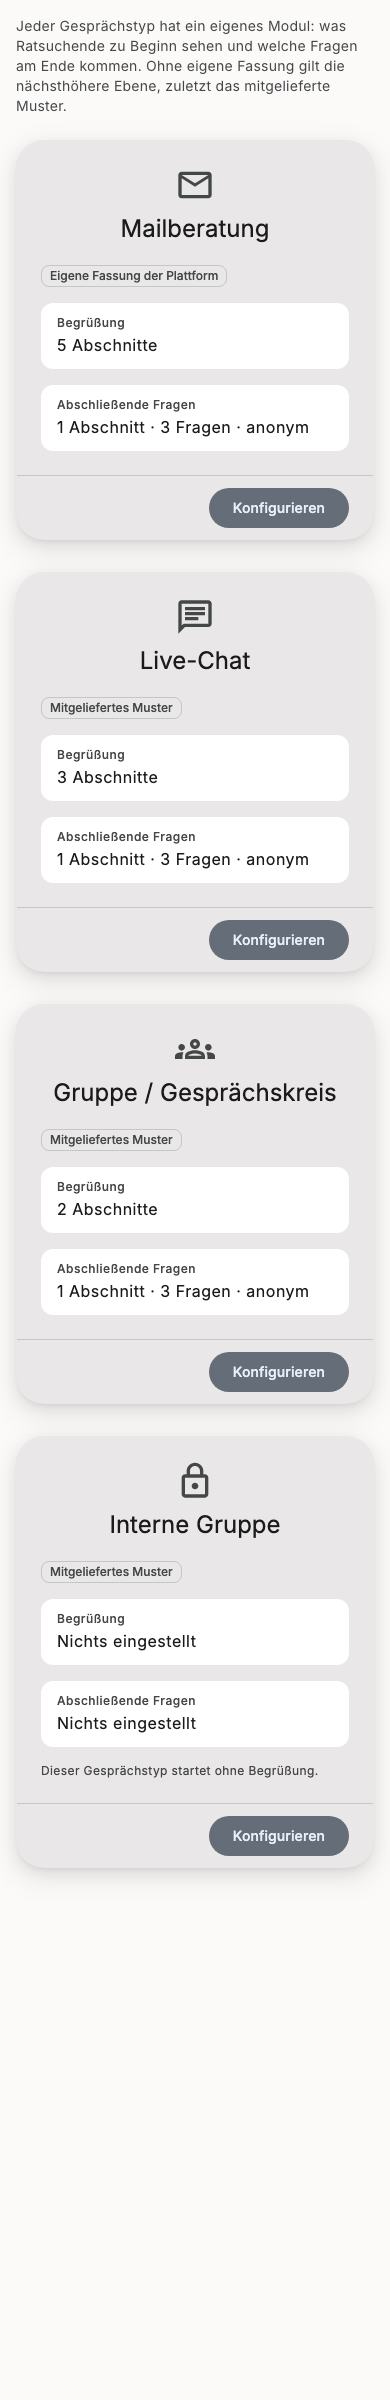 Jeder Gesprächstyp hat ein eigenes Modul: was
Ratsuchende zu Beginn sehen und welche Fragen
am Ende kommen. Ohne eigene Fassung gilt die
nächsthöhere Ebene, zuletzt das mitgelieferte
Muster.
Mailberatung
Eigene Fassung der Plattform
Begrüßung
5 Abschnitte
Abschließende Fragen
1 Abschnitt · 3 Fragen · anonym
Konfigurieren
Live-Chat
Mitgeliefertes Muster
Begrüßung
3 Abschnitte
Abschließende Fragen
1 Abschnitt · 3 Fragen · anonym
Konfigurieren
Gruppe / Gesprächskreis
Mitgeliefertes Muster
Begrüßung
2 Abschnitte
Abschließende Fragen
1 Abschnitt · 3 Fragen · anonym
Konfigurieren
Interne Gruppe
Mitgeliefertes Muster
Begrüßung
Nichts eingestellt
Abschließende Fragen
Nichts eingestellt
Dieser Gesprächstyp startet ohne Begrüßung.
Konfigurieren